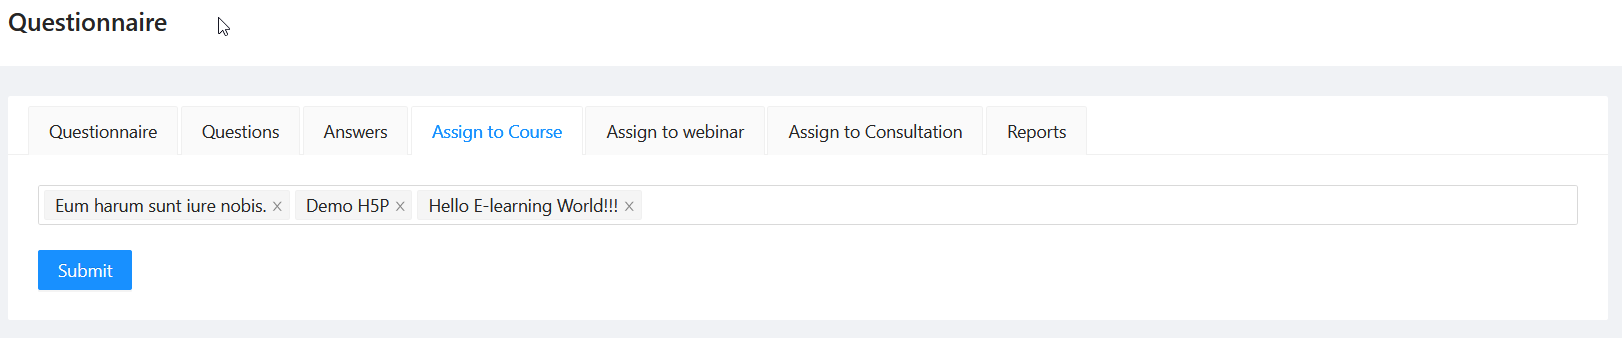 Questionnaire
Questionnaire Questions Answers Assign to Course Assign to webinar Assign to Consultation Reports
Eum harum sunt iure nobis. Demo H5P Hello E-learning World!!!
Submit